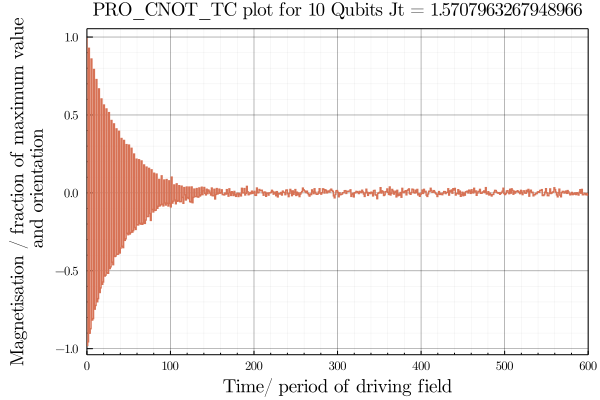 PRO_CNOT_TC plot for 10 Qubits Jt = 1.5707963267948966
Magnetisation / fraction of maximum value
and orientation
1.0
0.5
0.0
−0.5
−1.0
0 100 200 300 400 500 600
Time/ period of driving field